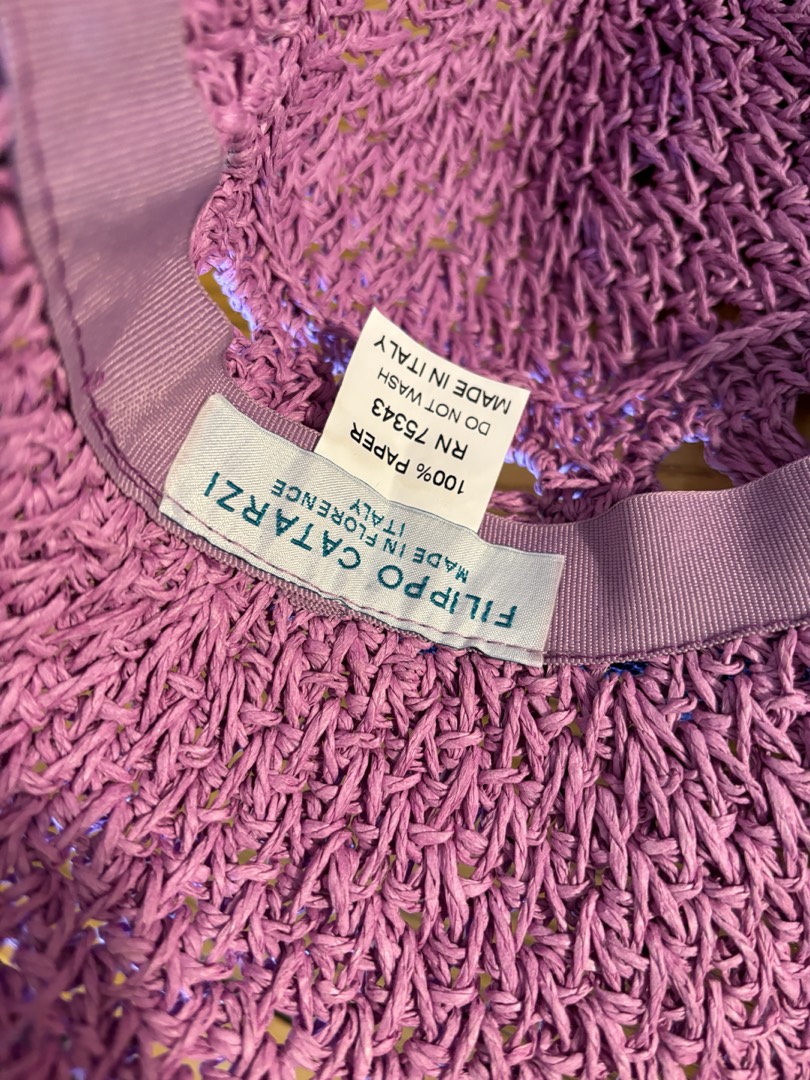 FILIPPO CATARZI
MADE IN FLORENCE
ITALY
100% PAPER
RN 75343
DO NOT WASH
MADE IN ITALY